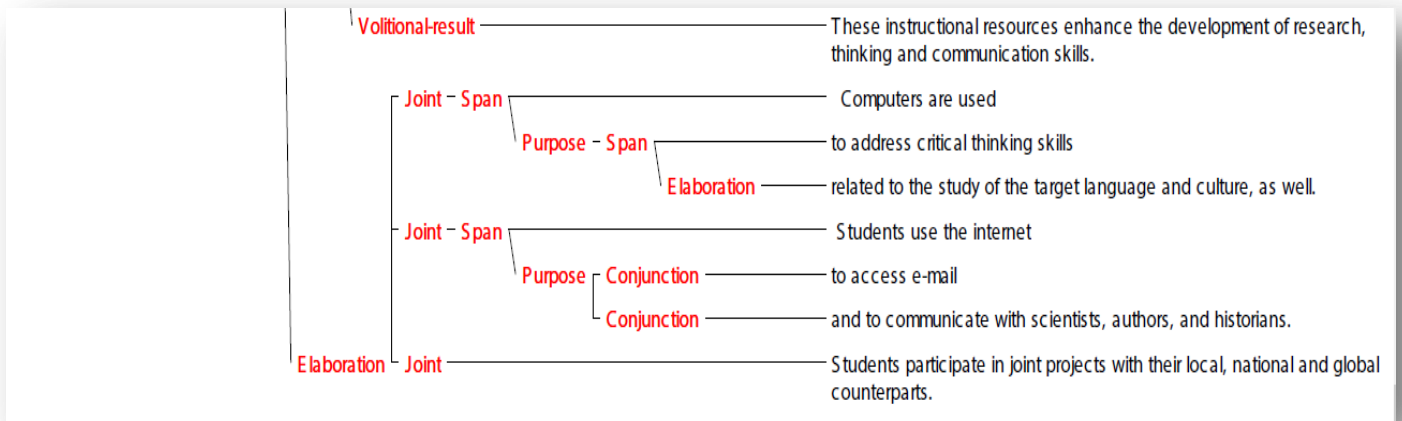 Volitional-result These instructional resources enhance the development of research,
thinking and communication skills.
Joint Span Computers are used
Purpose Span to address critical thinking skills
Elaboration related to the study of the target language and culture, as well.
Joint Span Students use the internet
Purpose Conjunction to access e-mail
Conjunction and to communicate with scientists, authors, and historians.
Elaboration Joint Students participate in joint projects with their local, national and global
counterparts.